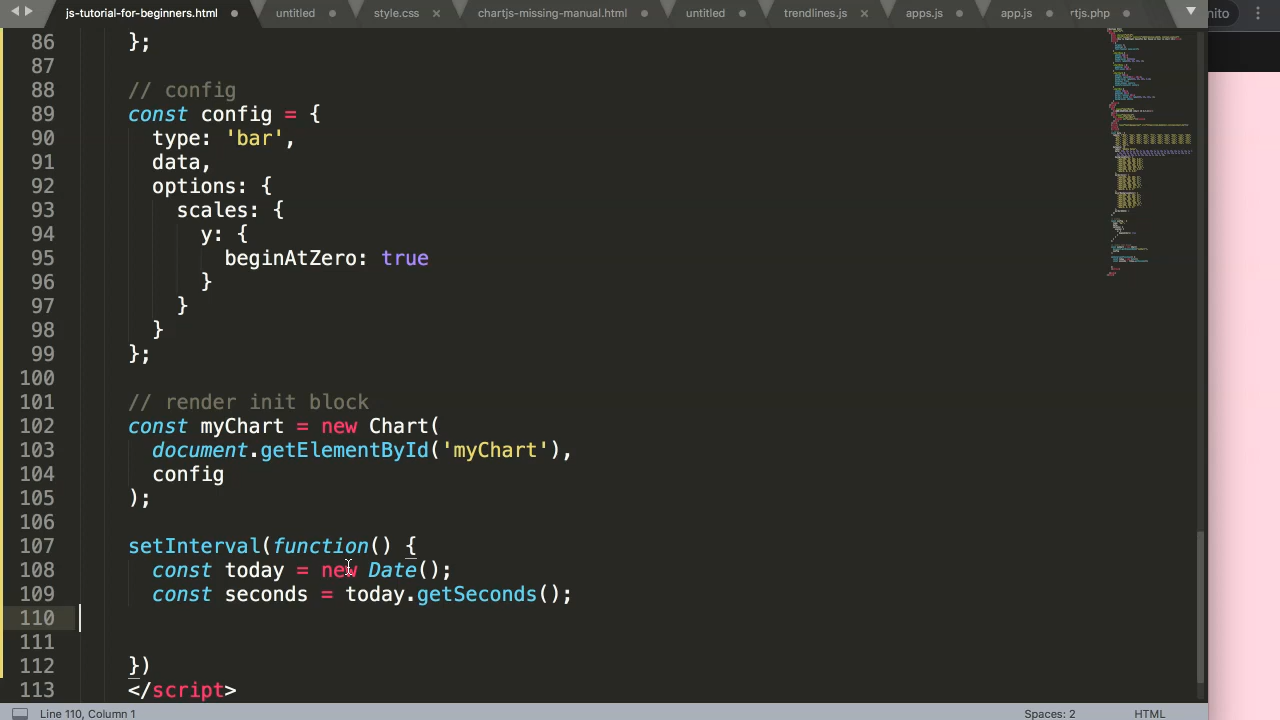 js-tutorial-for-beginners.html
untitled
style.css
chartjs-missing-manual.html
untitled
trendlines.js
apps.js
app.js
rtjs.php
nito
86 };
87
88 // config
89 const config = {
90 type: 'bar',
91 data,
92 options: {
93 scales: {
94 y: {
95 beginAtZero: true
96 }
97 }
98 }
99 };
100
101 // render init block
102 const myChart = new Chart(
103 document.getElementById('myChart'),
104 config
105 );
106
107 setInterval(function() {
108 const today = new Date();
109 const seconds = today.getSeconds();
110
111
112 })
113 </script>
Line 110, Column 1
Spaces: 2
HTML